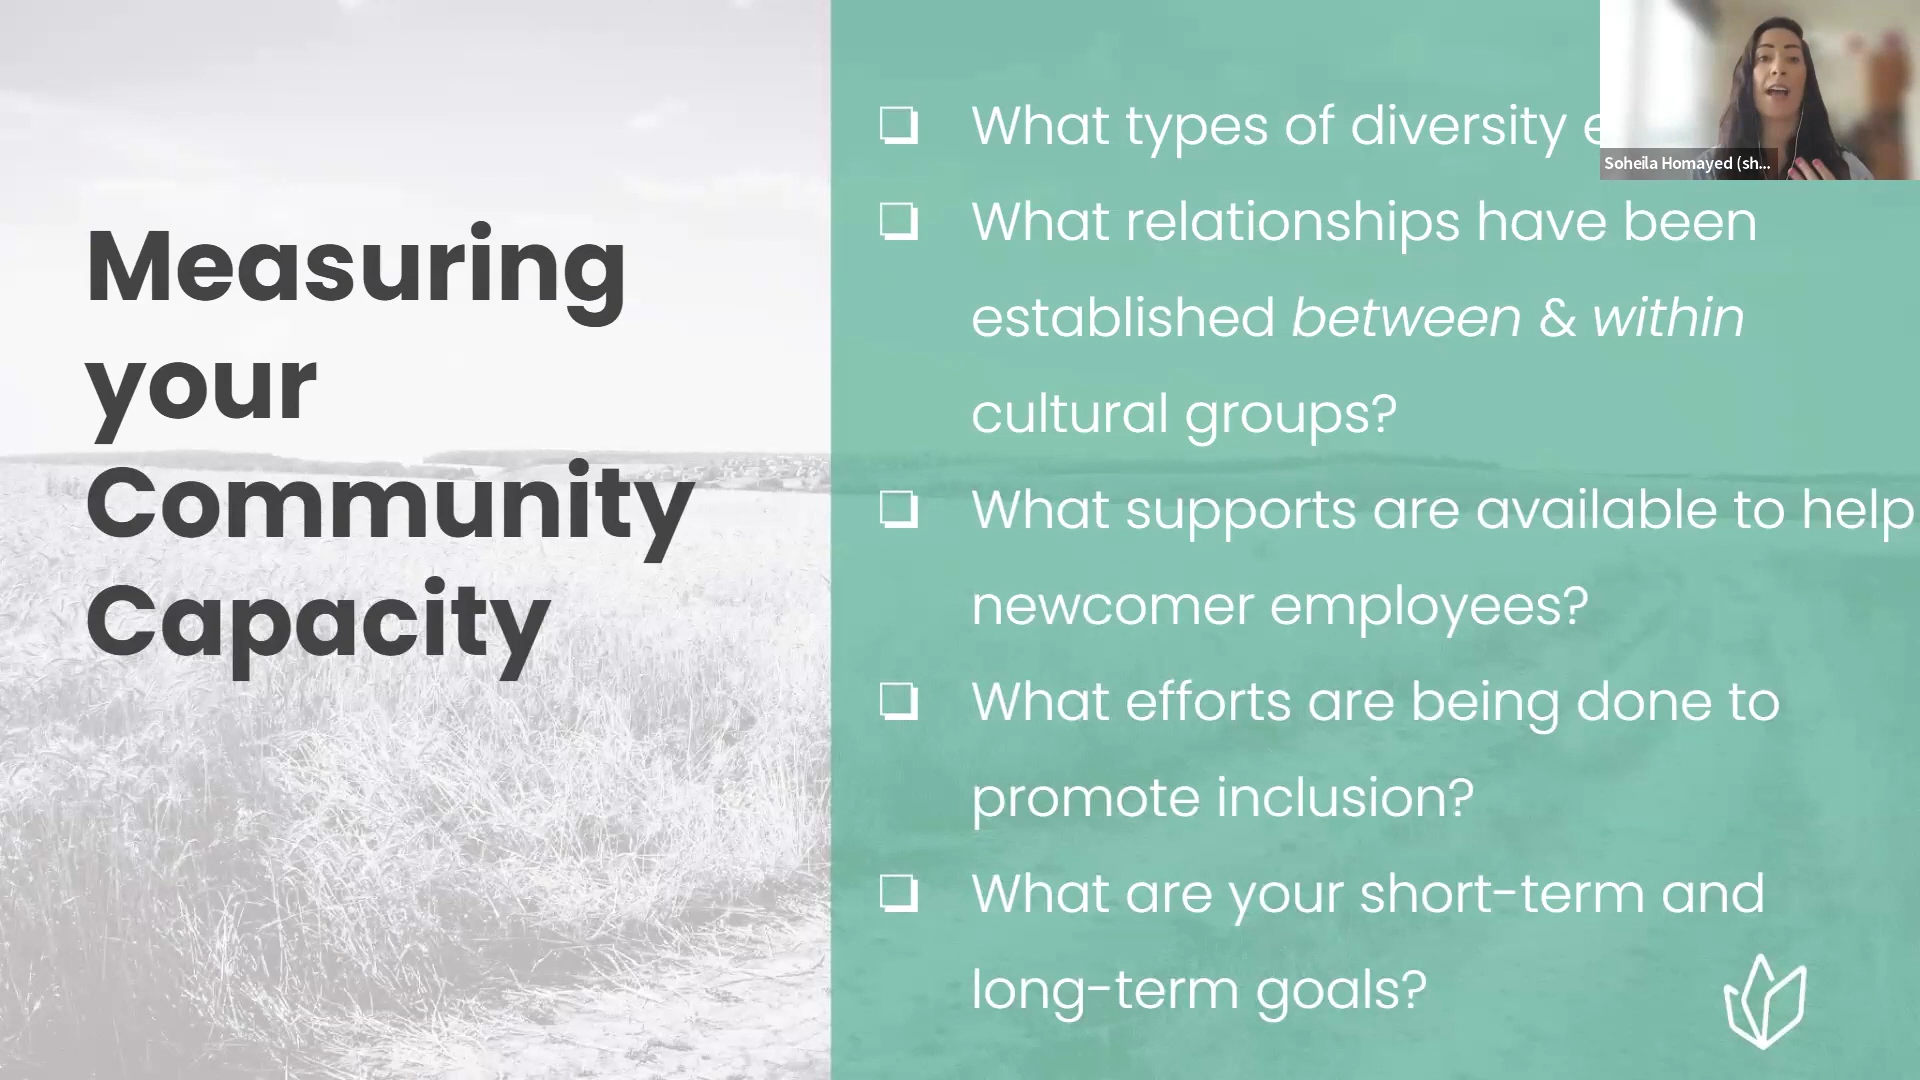 Measuring
your
Community
Capacity
❏ What types of diversity
❏ What relationships have been
established between & within
cultural groups?
❏ What supports are available to help
newcomer employees?
❏ What efforts are being done to
promote inclusion?
❏ What are your short-term and
long-term goals?
Soheila Homayed (sh...